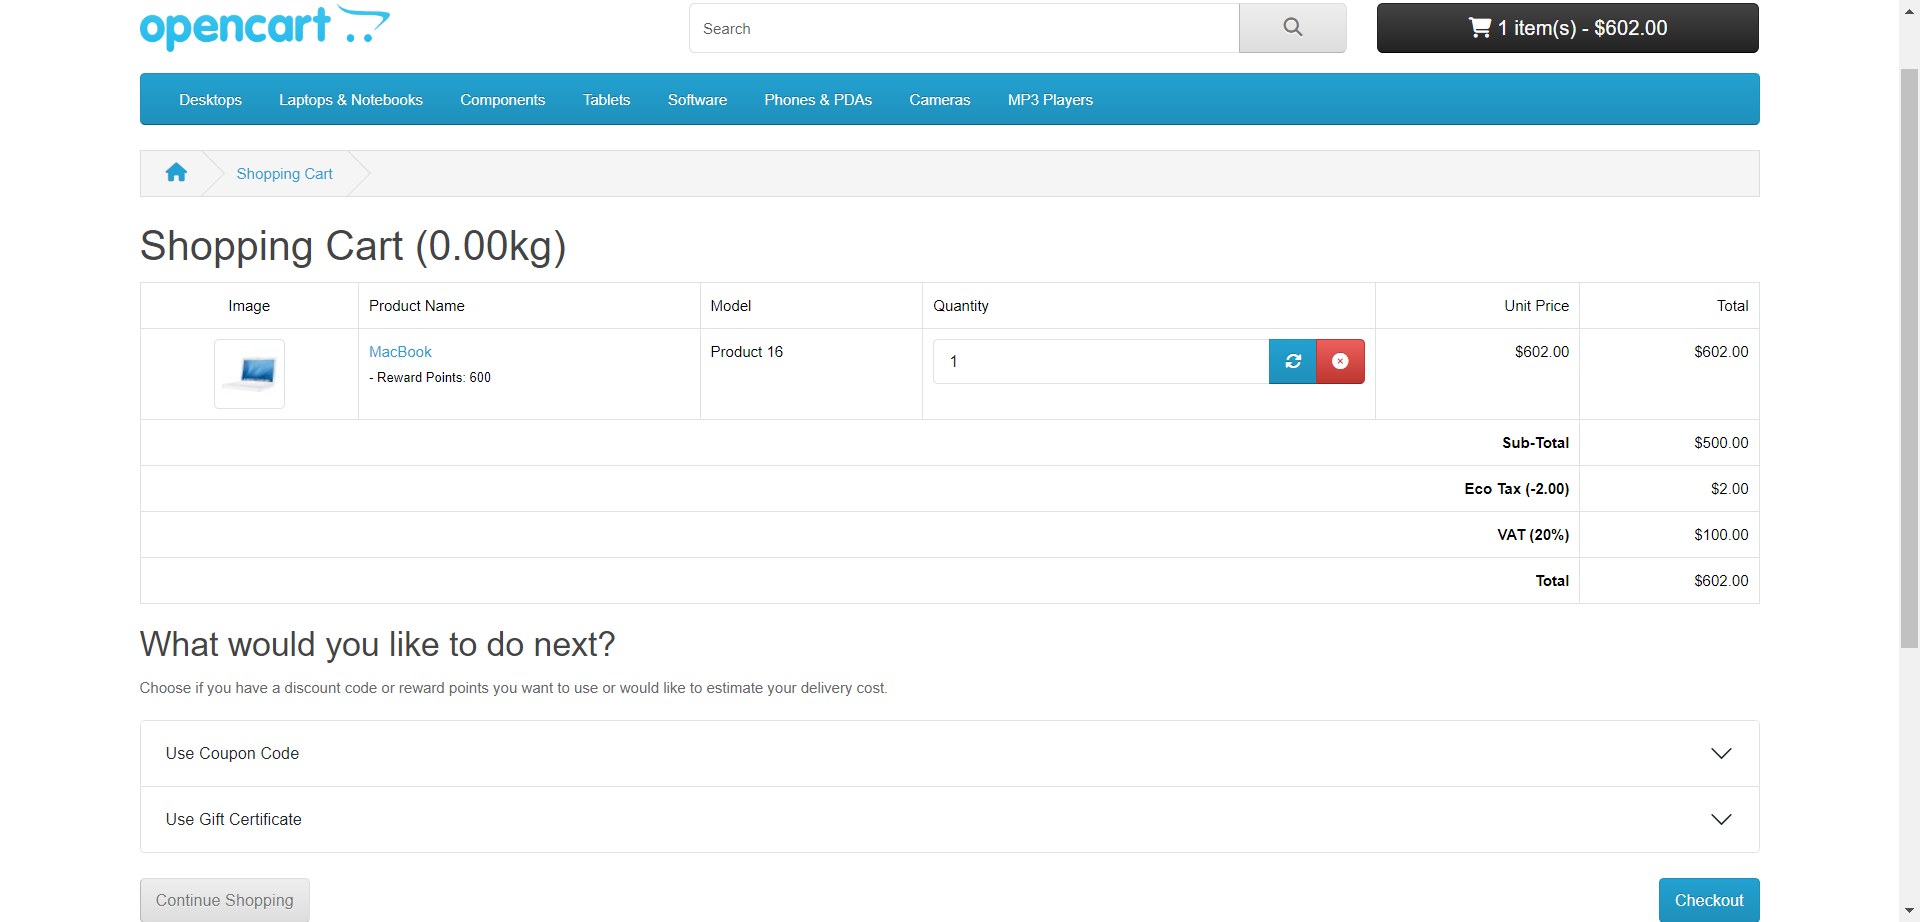 opencart
Search
1 item(s) - $602.00
Desktops Laptops & Notebooks Components Tablets Software Phones & PDAs Cameras MP3 Players
Shopping Cart
Shopping Cart (0.00kg)
Image Product Name Model Quantity Unit Price Total
MacBook Product 16 1 $602.00 $602.00
- Reward Points: 600
Sub-Total $500.00
Eco Tax (-2.00) $2.00
VAT (20%) $100.00
Total $602.00
What would you like to do next?
Choose if you have a discount code or reward points you want to use or would like to estimate your delivery cost.
Use Coupon Code
Use Gift Certificate
Continue Shopping Checkout